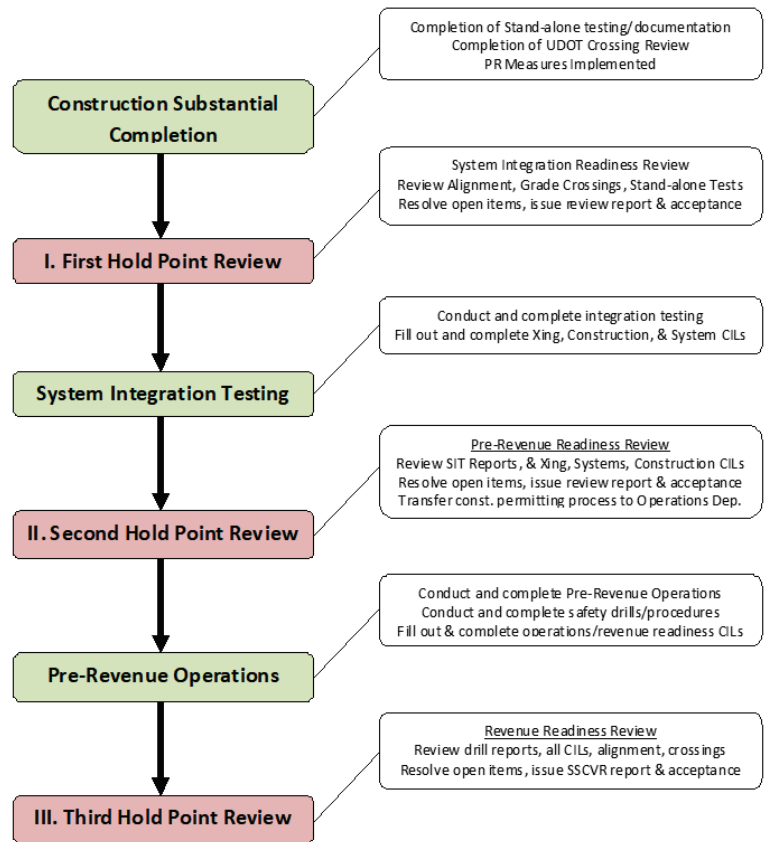 Completion of Stand-alone testing/documentation
Completion of UDOT Crossing Review
PR Measures Implemented
Construction Substantial
Completion
System Integration Readiness Review
Review Alignment, Grade Crossings, Stand-alone Tests
Resolve open items, issue review report & acceptance
I. First Hold Point Review
Conduct and complete integration testing
Fill out and complete Xing, Construction, & System CILs
System Integration Testing
Pre-Revenue Readiness Review
Review SIT Reports, & Xing, Systems, Construction CILs
Resolve open items, issue review report & acceptance
Transfer const. permitting process to Operations Dep.
II. Second Hold Point Review
Conduct and complete Pre-Revenue Operations
Conduct and complete safety drills/procedures
Fill out & complete operations/revenue readiness CILs
Pre-Revenue Operations
Revenue Readiness Review
Review drill reports, all CILs, alignment, crossings
Resolve open items, issue SSCVR report & acceptance
III. Third Hold Point Review